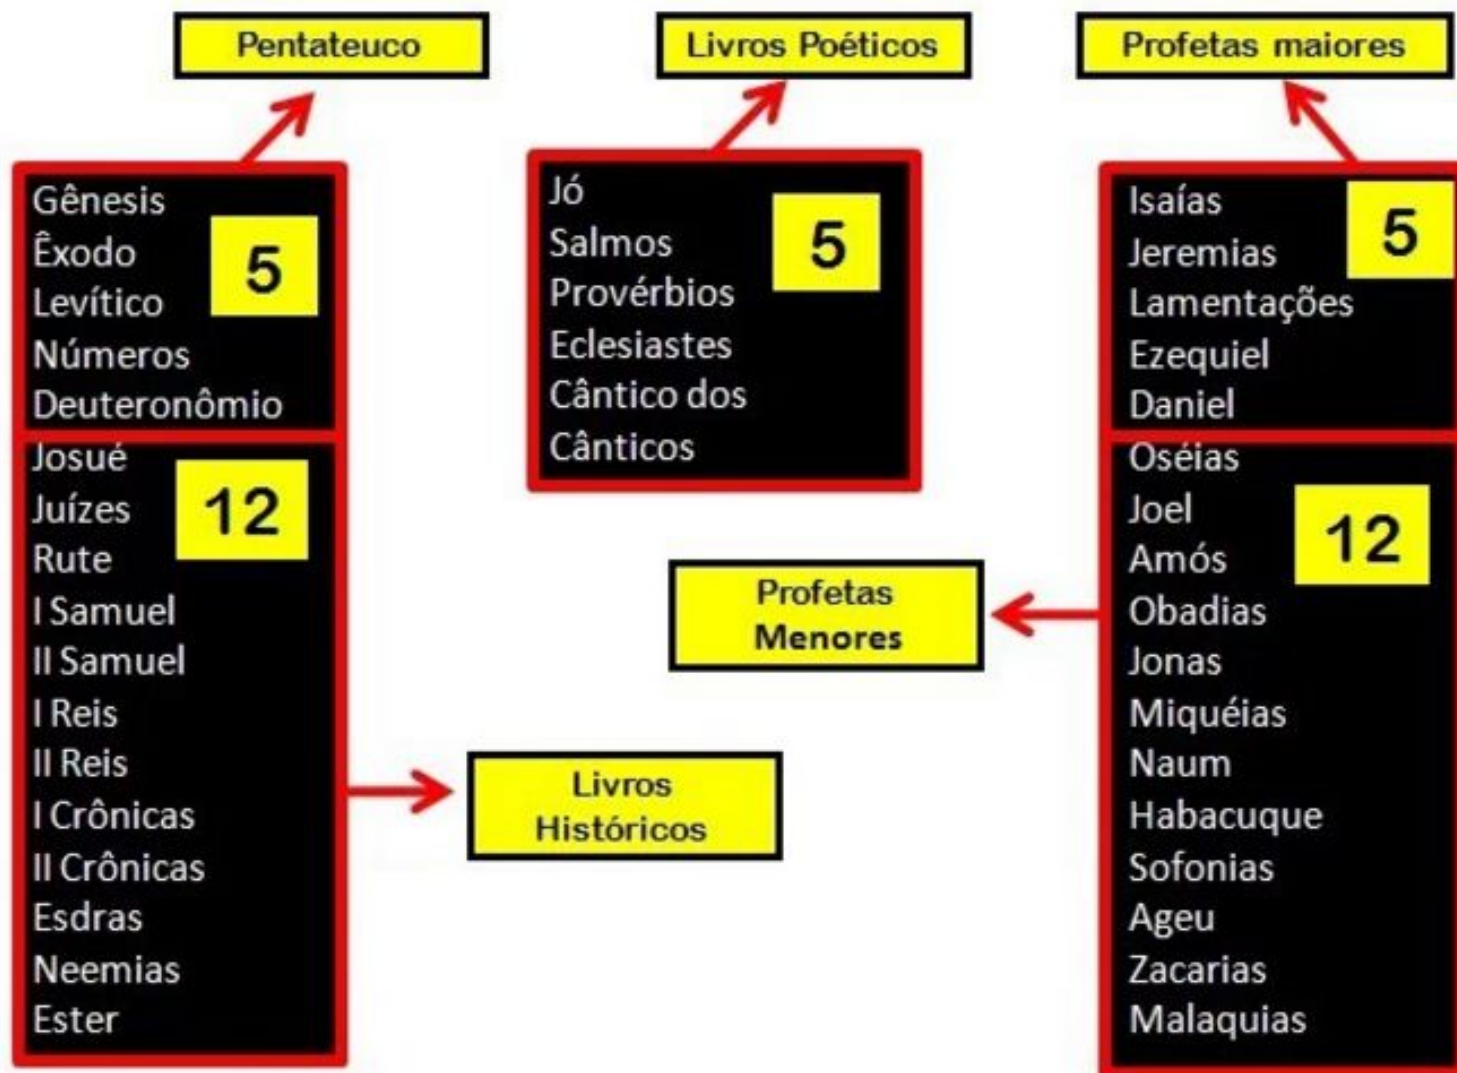 Pentateuco
Gênesis
Êxodo
Levítico
Números
Deuteronômio
5
Josué
Juízes
Rute
I Samuel
II Samuel
I Reis
II Reis
I Crônicas
II Crônicas
Esdras
Neemias
Ester
12
Livros
Históricos
Livros Poéticos
Jó
Salmos
Provérbios
Eclesiastes
Cântico dos
Cânticos
5
Profetas maiores
Isaías
Jeremias
Lamentações
Ezequiel
Daniel
5
Profetas
Menores
Oséias
Joel
Amós
Obadias
Jonas
Miquéias
Naum
Habacuque
Sofonias
Ageu
Zacarias
Malaquias
12